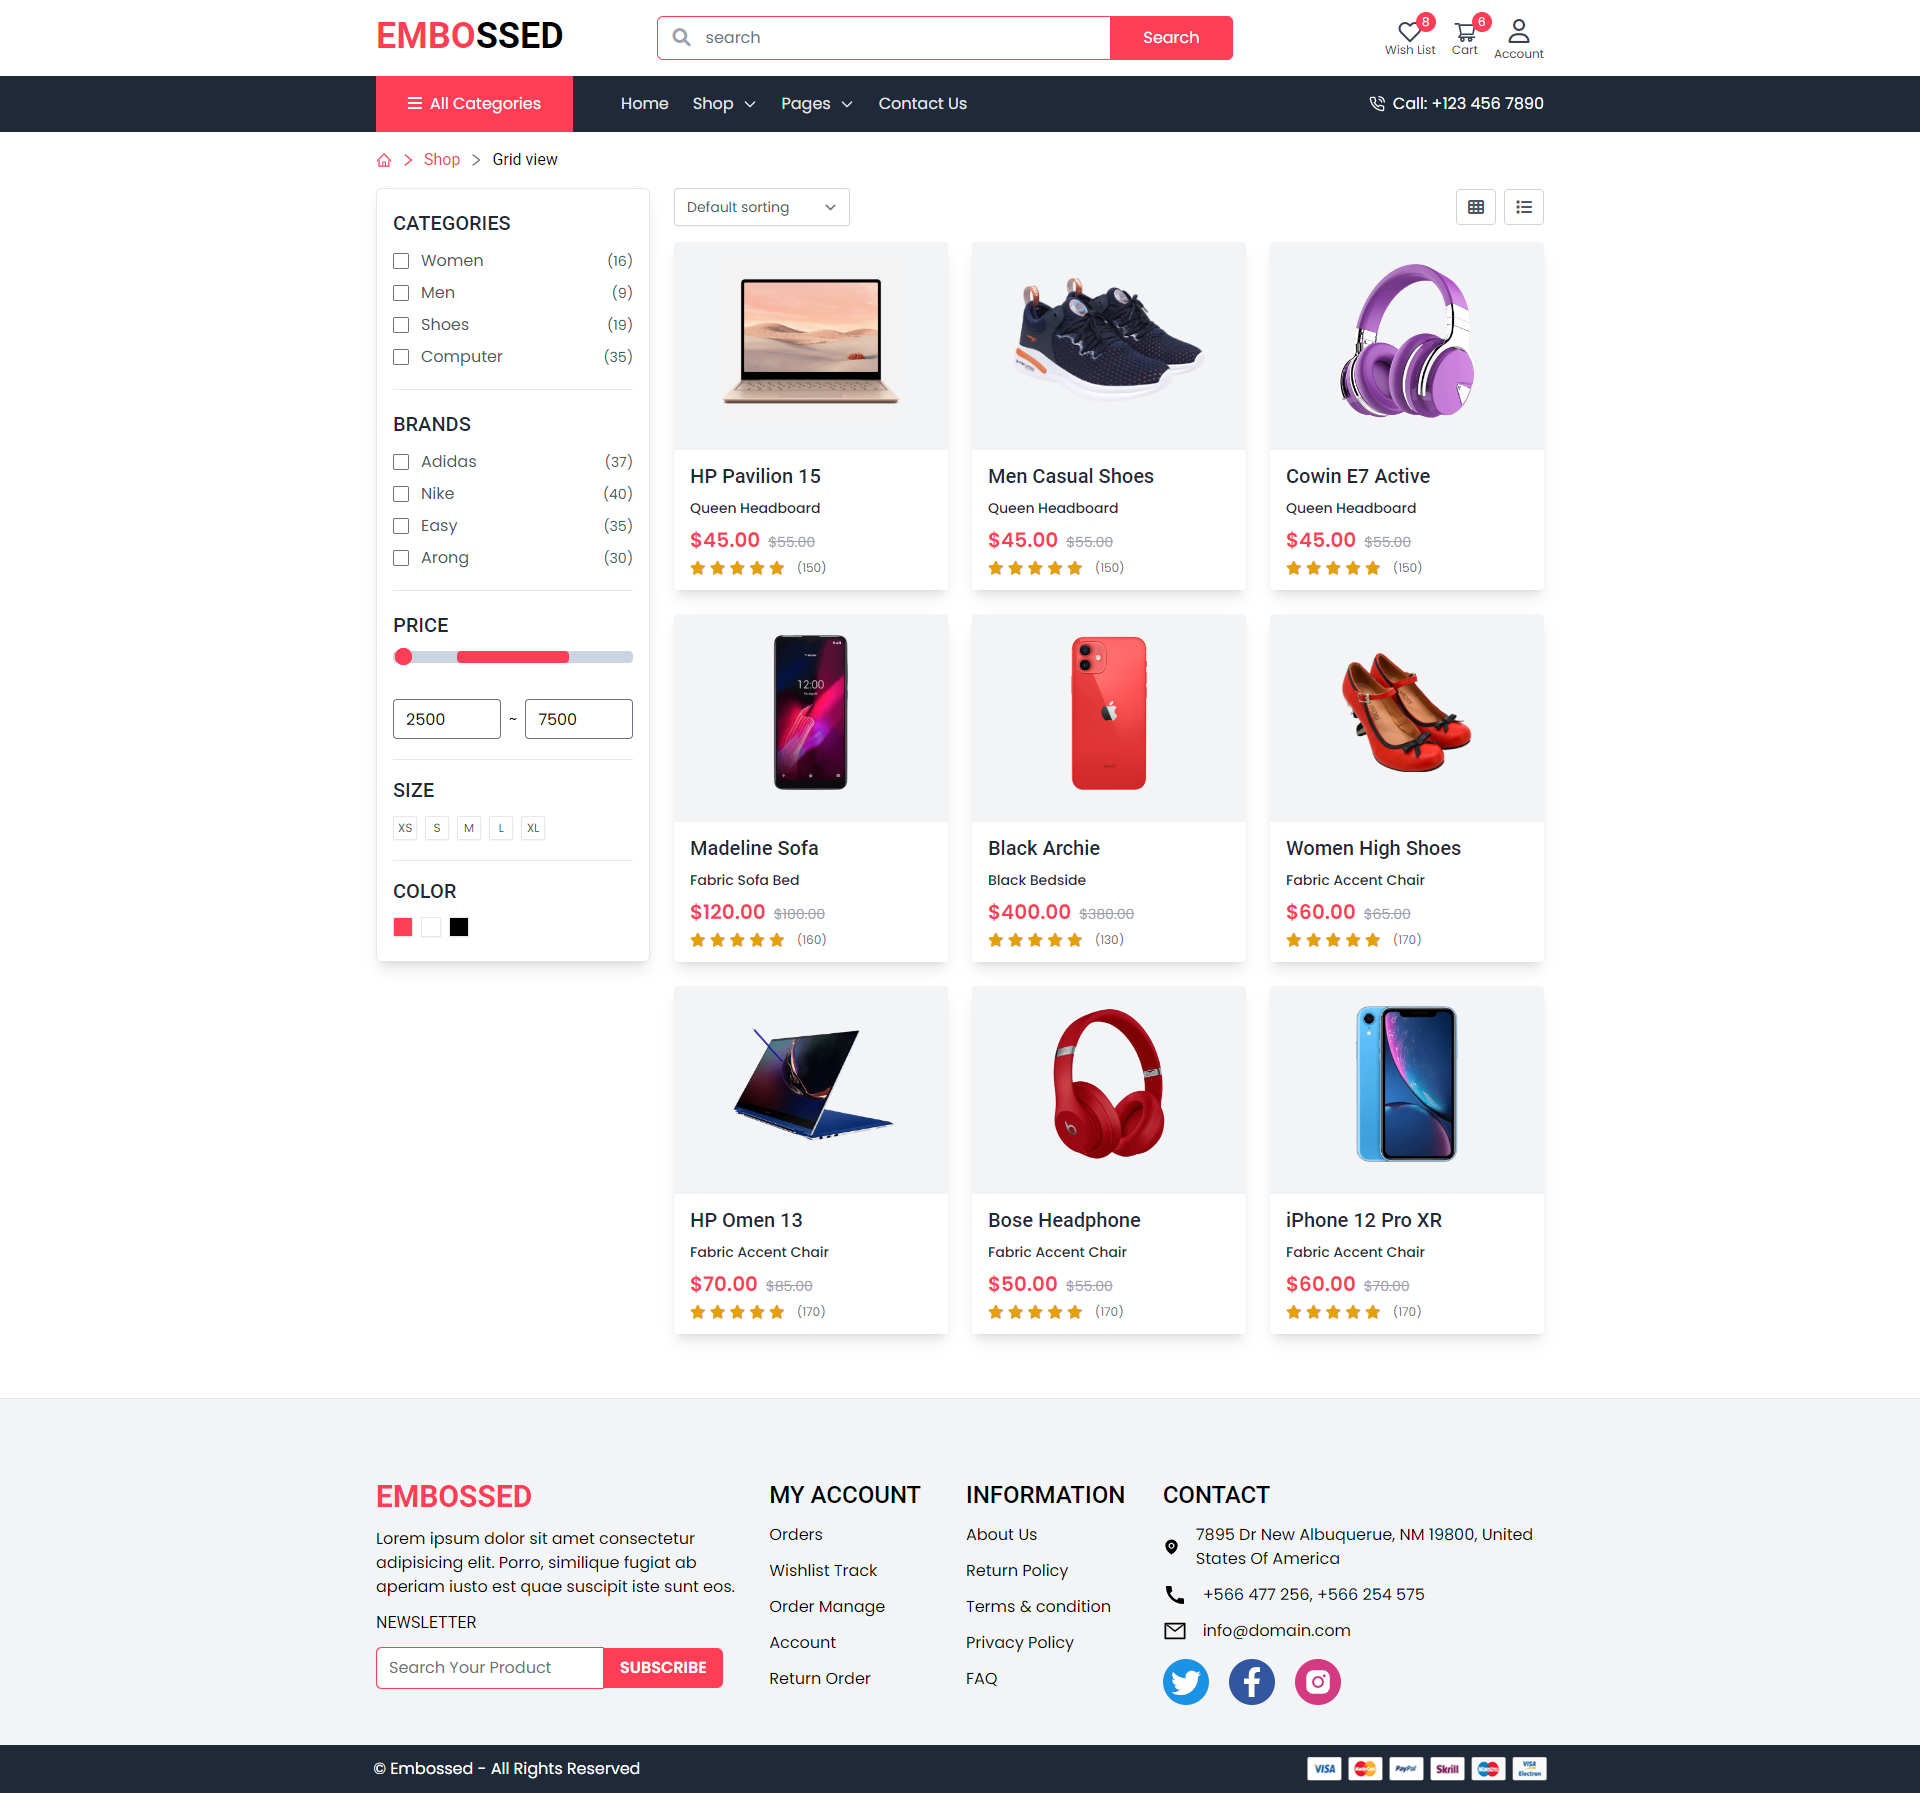 EMBOSSED
search
Search
8
Wish List
6
Cart
Account
All Categories
Home
Shop
Pages
Contact Us
Call: +123 456 7890
Shop
Grid view
CATEGORIES
Women (16)
Men (9)
Shoes (19)
Computer (35)
BRANDS
Adidas (37)
Nike (40)
Easy (35)
Arong (30)
PRICE
2500 ~ 7500
SIZE
XS S M L XL
COLOR
Default sorting
HP Pavilion 15
Queen Headboard
$45.00 $55.00
(150)
Men Casual Shoes
Queen Headboard
$45.00 $55.00
(150)
Cowin E7 Active
Queen Headboard
$45.00 $55.00
(150)
12:00
Madeline Sofa
Fabric Sofa Bed
$120.00 $100.00
(160)
Black Archie
Black Bedside
$400.00 $380.00
(130)
Women High Shoes
Fabric Accent Chair
$60.00 $65.00
(170)
HP Omen 13
Fabric Accent Chair
$70.00 $85.00
(170)
Bose Headphone
Fabric Accent Chair
$50.00 $55.00
(170)
iPhone 12 Pro XR
Fabric Accent Chair
$60.00 $70.00
(170)
EMBOSSED
Lorem ipsum dolor sit amet consectetur
adipisicing elit. Porro, similique fugiat ab
aperiam iusto est quae suscipit iste sunt eos.
NEWSLETTER
Search Your Product
SUBSCRIBE
MY ACCOUNT
Orders
Wishlist Track
Order Manage
Account
Return Order
INFORMATION
About Us
Return Policy
Terms & condition
Privacy Policy
FAQ
CONTACT
7895 Dr New Albuquerue, NM 19800, United
States Of America
+566 477 256, +566 254 575
info@domain.com
© Embossed - All Rights Reserved
VISA
MasterCard
PayPal
Skrill
Maestro
VISA
Electron